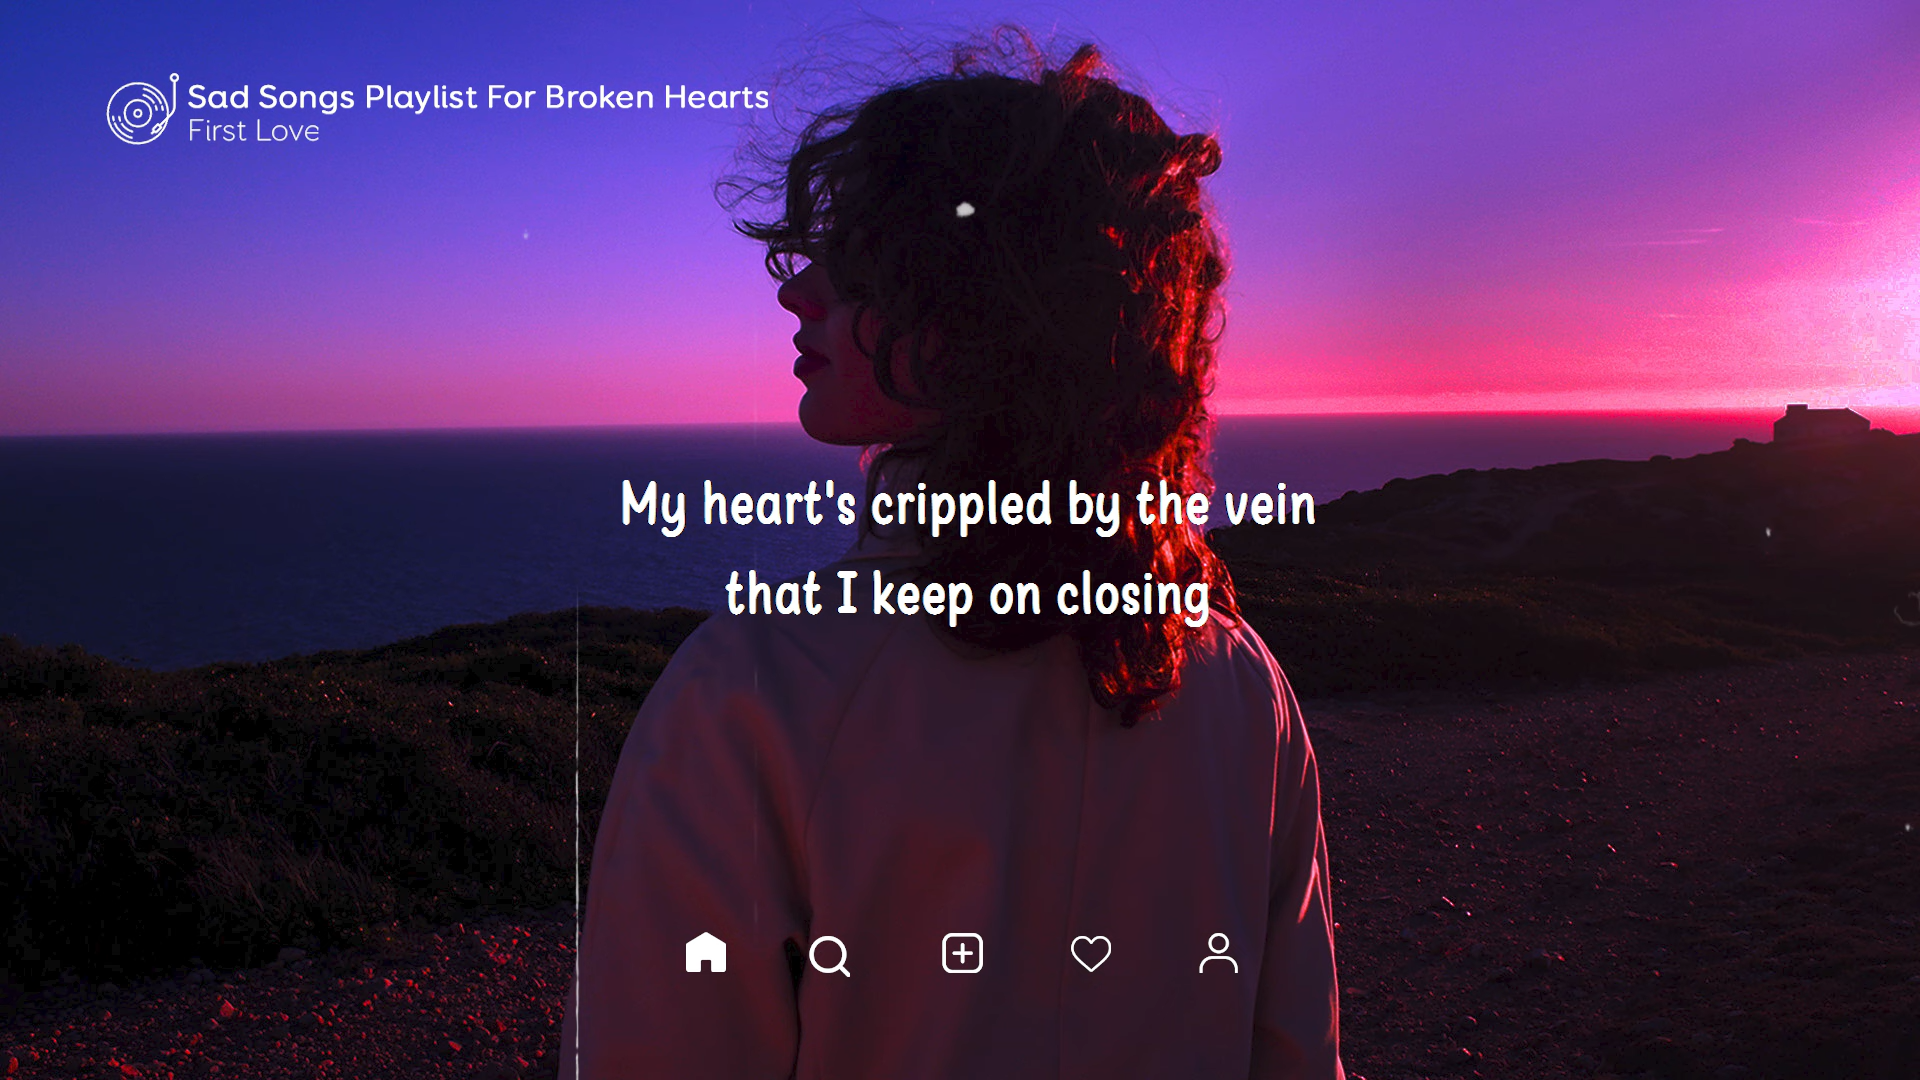 Sad Songs Playlist For Broken Hearts
First Love
My heart's crippled by the vein
that I keep on closing